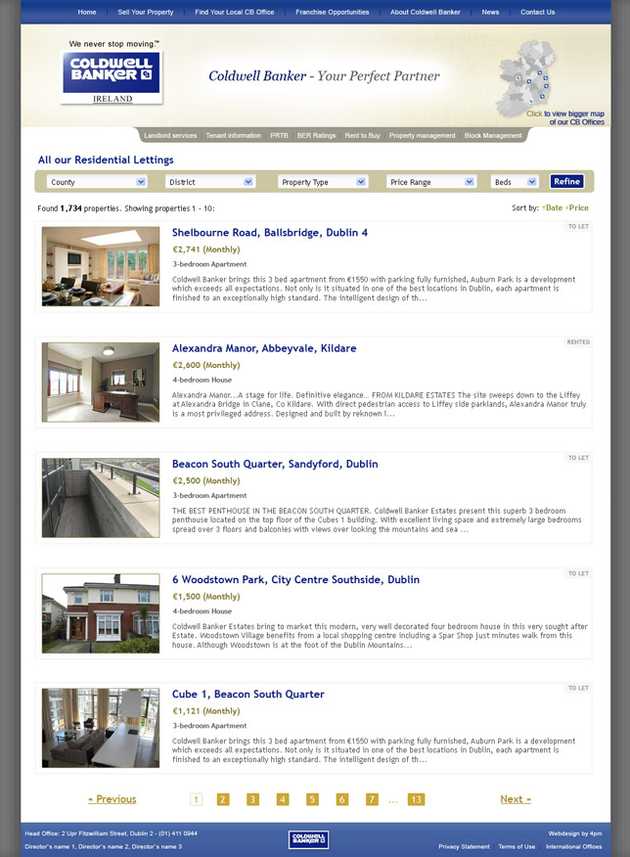 Home Sell Your Property Find Your Local CB Office Franchise Opportunities About Coldwell Banker News Contact Us
We never stop moving.™
COLDWELL
BANKER CB
IRELAND
Coldwell Banker - Your Perfect Partner
Click to view bigger map
of our CB Offices
Landlord services Tenant information PRTB BER Ratings Rent to Buy Property management Block Management
All our Residential Lettings
County District Property Type Price Range Beds Refine
Found 1,734 properties. Showing properties 1 - 10:
Sort by: Date Price
TO LET
Shelbourne Road, Ballsbridge, Dublin 4
€2,741 (Monthly)
3-bedroom Apartment
Coldwell Banker brings this 3 bed apartment from €1550 with parking fully furnished, Auburn Park is a development
which exceeds all expectations. Not only is it situated in one of the best locations in Dublin, each apartment is
finished to an exceptionally high standard. The intelligent design of th...
RENTED
Alexandra Manor, Abbeyvale, Kildare
€2,600 (Monthly)
4-bedroom House
Alexandra Manor...A stage for life. Definitive elegance.. FROM KILDARE ESTATES The site sweeps down to the Liffey
at Alexandra Bridge in Clane, Co Kildare. With direct pedestrian access to Liffey side parklands, Alexandra Manor truly
is a most privileged address. Designed and built by reknown l...
TO LET
Beacon South Quarter, Sandyford, Dublin
€2,500 (Monthly)
3-bedroom Apartment
THE BEST PENTHOUSE IN THE BEACON SOUTH QUARTER. Coldwell Banker Estates present this superb 3 bedroom
penthouse located on the top floor of the Cubes 1 building. With excellent living space and extremely large bedrooms
spread over 3 floors and balconies with views over looking the mountains and sea ...
TO LET
6 Woodstown Park, City Centre Southside, Dublin
€1,500 (Monthly)
4-bedroom House
Coldwell Banker Estates bring to market this modern, very well decorated four bedroom house in this very sought after
Estate. Woodstown Village benefits from a local shopping centre including a Spar Shop just minutes walk from this
house. Although Woodstown is at the foot of the Dublin Mountains...
TO LET
Cube 1, Beacon South Quarter
€1,121 (Monthly)
3-bedroom Apartment
Coldwell Banker brings this 3 bed apartment from €1550 with parking fully furnished, Auburn Park is a development
which exceeds all expectations. Not only is it situated in one of the best locations in Dublin, each apartment is
finished to an exceptionally high standard. The intelligent design of th...
« Previous 1 2 3 4 5 6 7 ... 13 Next »
Head Office: 2 Upr Fitzwilliam Street, Dublin 2 - (01) 411 0944
Director's name 1, Director's name 2, Director's name 3
COLDWELL
BANKER CB
Webdesign by 4pm
Privacy Statement Terms of Use International Offices